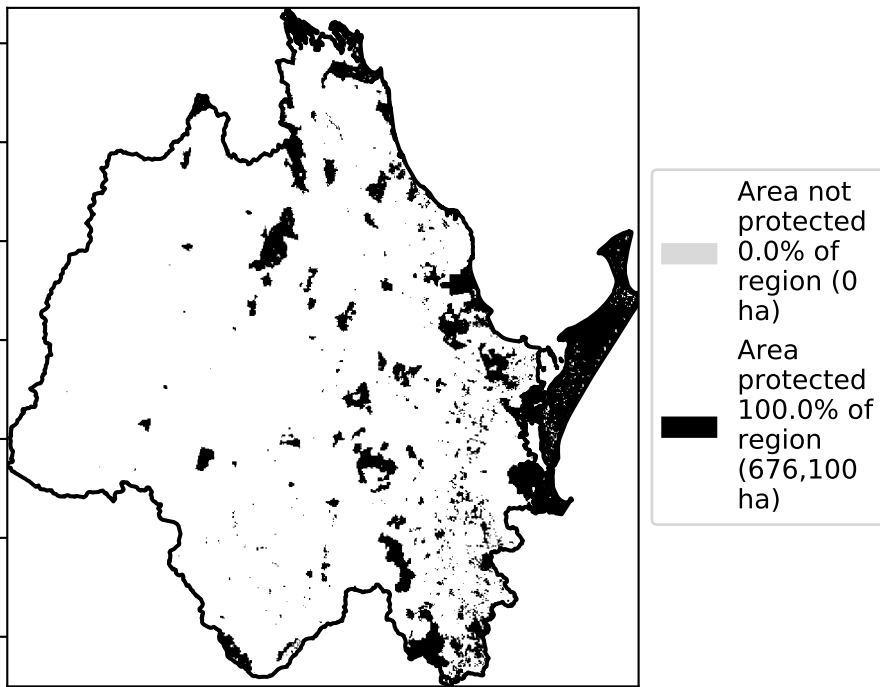 Area not
protected
0.0% of
region (0
ha)
Area
protected
100.0% of
region
(676,100
ha)